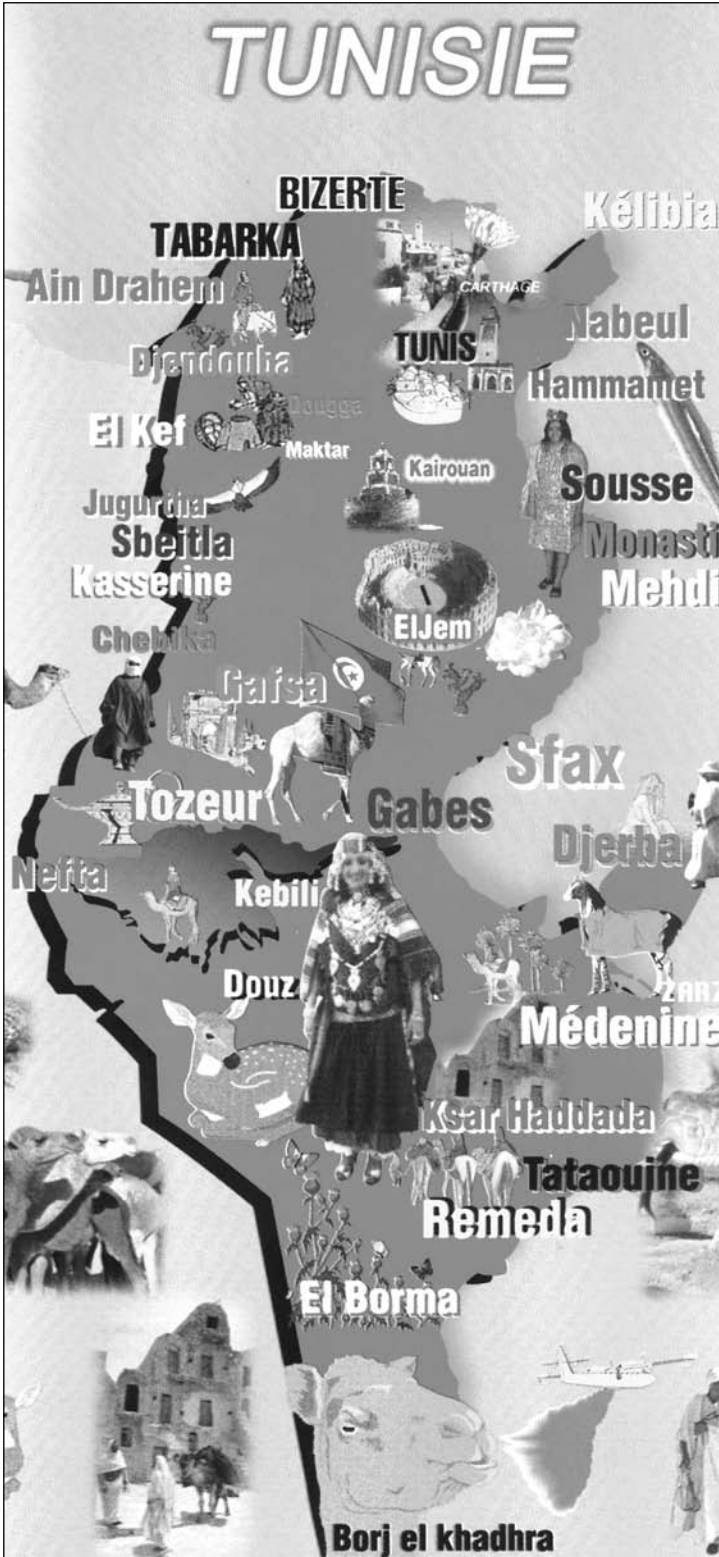 TUNISIE
BIZERTE
Kélibia
TABARKA
Ain Drahem
CARTHAGE
Nabeul
TUNIS
Djendouba
Hammamet
Dougga
El Kef
Maktar
Kairouan
Sousse
Jugurtha
Sbeitla
Monasti
Kasserine
Mehdi
ElJem
Chebika
Gafsa
Sfax
Tozeur
Gabes
Djerba
Nefta
Kebili
Douz
ZARZ
Médenine
Ksar Haddada
Tataouine
Remeda
El Borma
Borj el khadhra